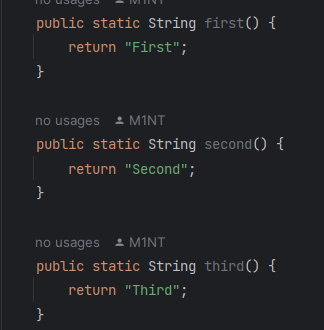 no usages M1NT
public static String first() {
return "First";
}
no usages M1NT
public static String second() {
return "Second";
}
no usages M1NT
public static String third() {
return "Third";
}